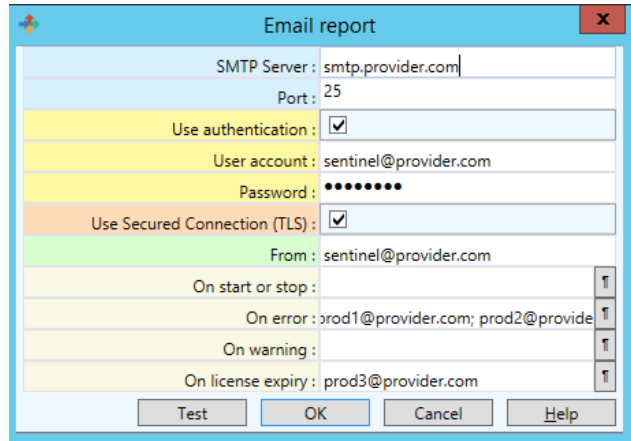 Email report
x
SMTP Server : smtp.provider.com
Port : 25
Use authentication :
User account : sentinel@provider.com
Password : ••••••••
Use Secured Connection (TLS) :
From : sentinel@provider.com
On start or stop : ¶
On error : prod1@provider.com; prod2@provide ¶
On warning : ¶
On license expiry : prod3@provider.com ¶
Test OK Cancel Help